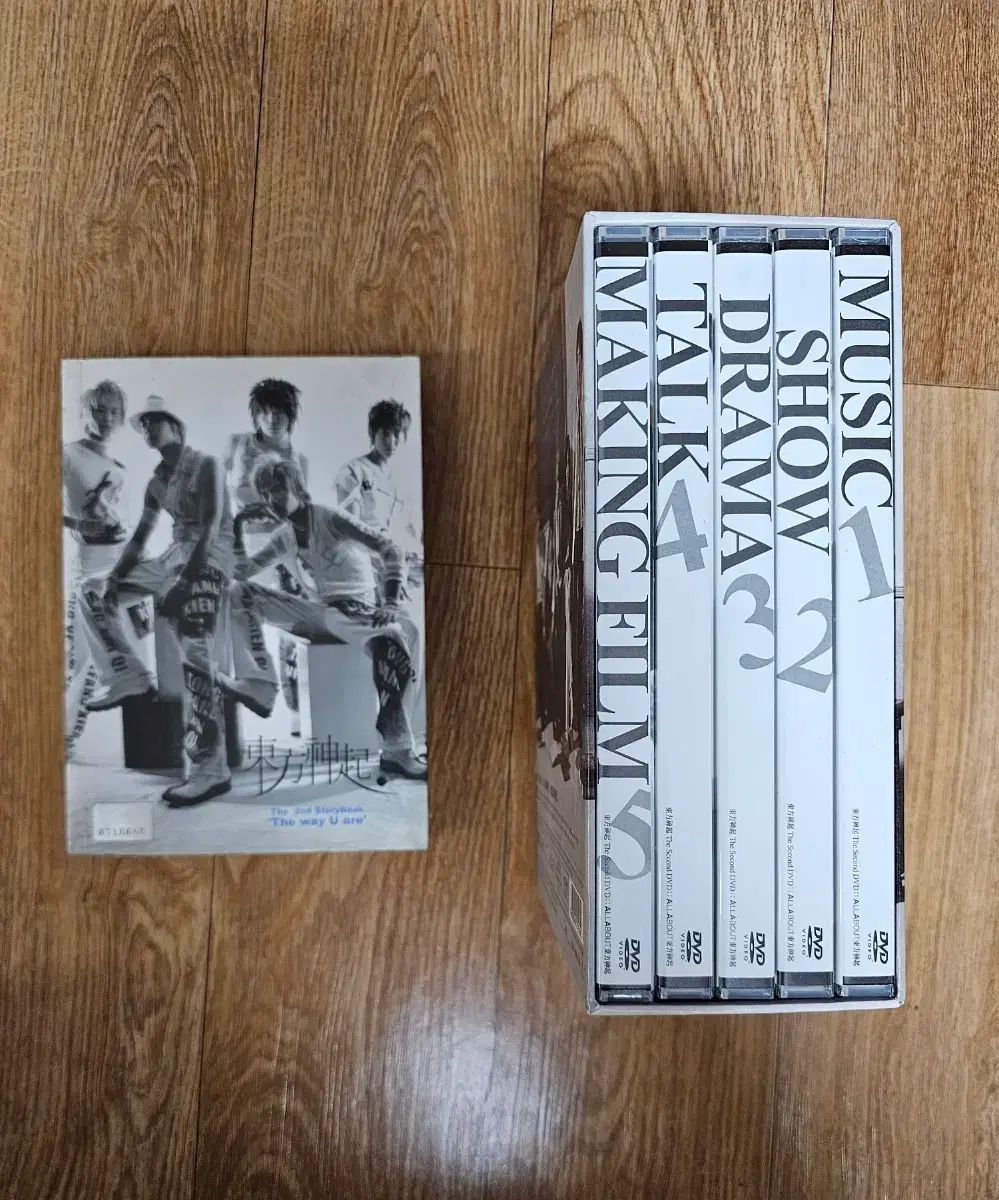 東方神起
The 2nd StoryBook
'The way U are'
MAKING FILM 5
東方神起 The Second DVD :: ALL ABOUT 東方神起
DVD
VIDEO
TALK 4
東方神起 The Second DVD :: ALL ABOUT 東方神起
DVD
VIDEO
DRAMA 3
東方神起 The Second DVD :: ALL ABOUT 東方神起
DVD
VIDEO
SHOW 2
東方神起 The Second DVD :: ALL ABOUT 東方神起
DVD
VIDEO
MUSIC 1
東方神起 The Second DVD :: ALL ABOUT 東方神起
DVD
VIDEO